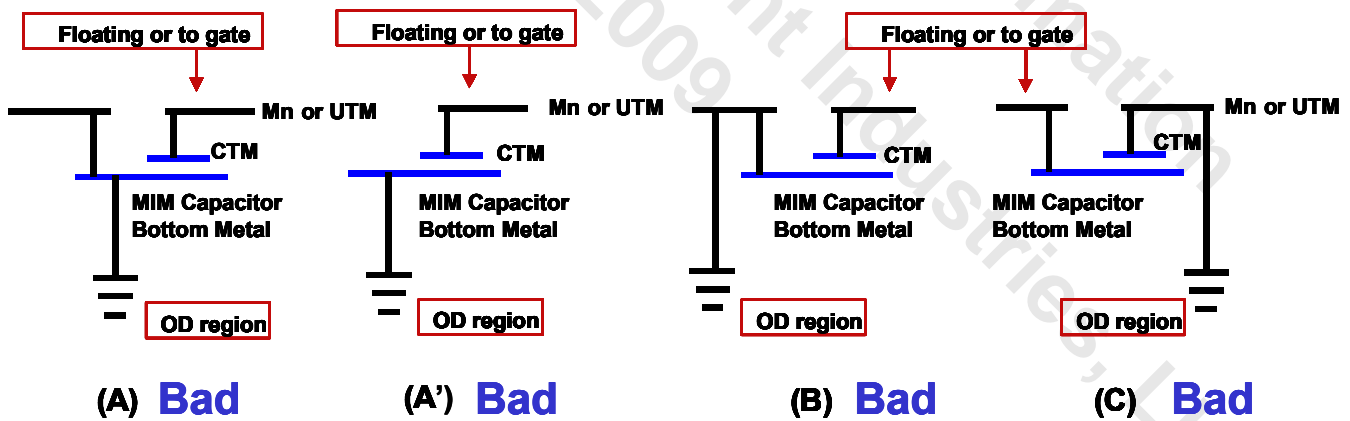 Floating or to gate
Floating or to gate
Floating or to gate
Mn or UTM
Mn or UTM
Mn or UTM
CTM
CTM
CTM
CTM
MIM Capacitor
Bottom Metal
MIM Capacitor
Bottom Metal
MIM Capacitor
Bottom Metal
MIM Capacitor
Bottom Metal
OD region
OD region
OD region
OD region
(A) Bad
(A’) Bad
(B) Bad
(C) Bad
2009
Industries, L